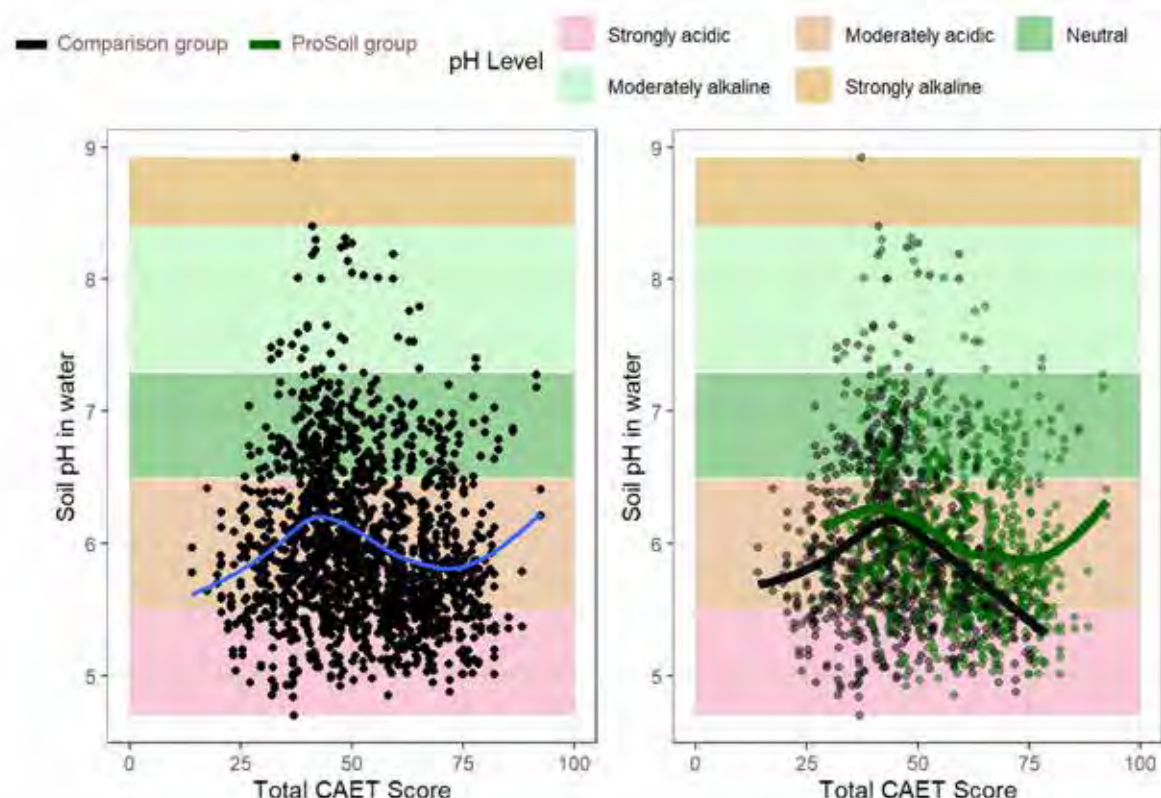 Comparison group ProSoil group
pH Level
Strongly acidic Moderately acidic Neutral
Moderately alkaline Strongly alkaline
Soil pH in water
9
8
7
6
5
0 25 50 75 100
Total CAET Score
Soil pH in water
9
8
7
6
5
0 25 50 75 100
Total CAET Score